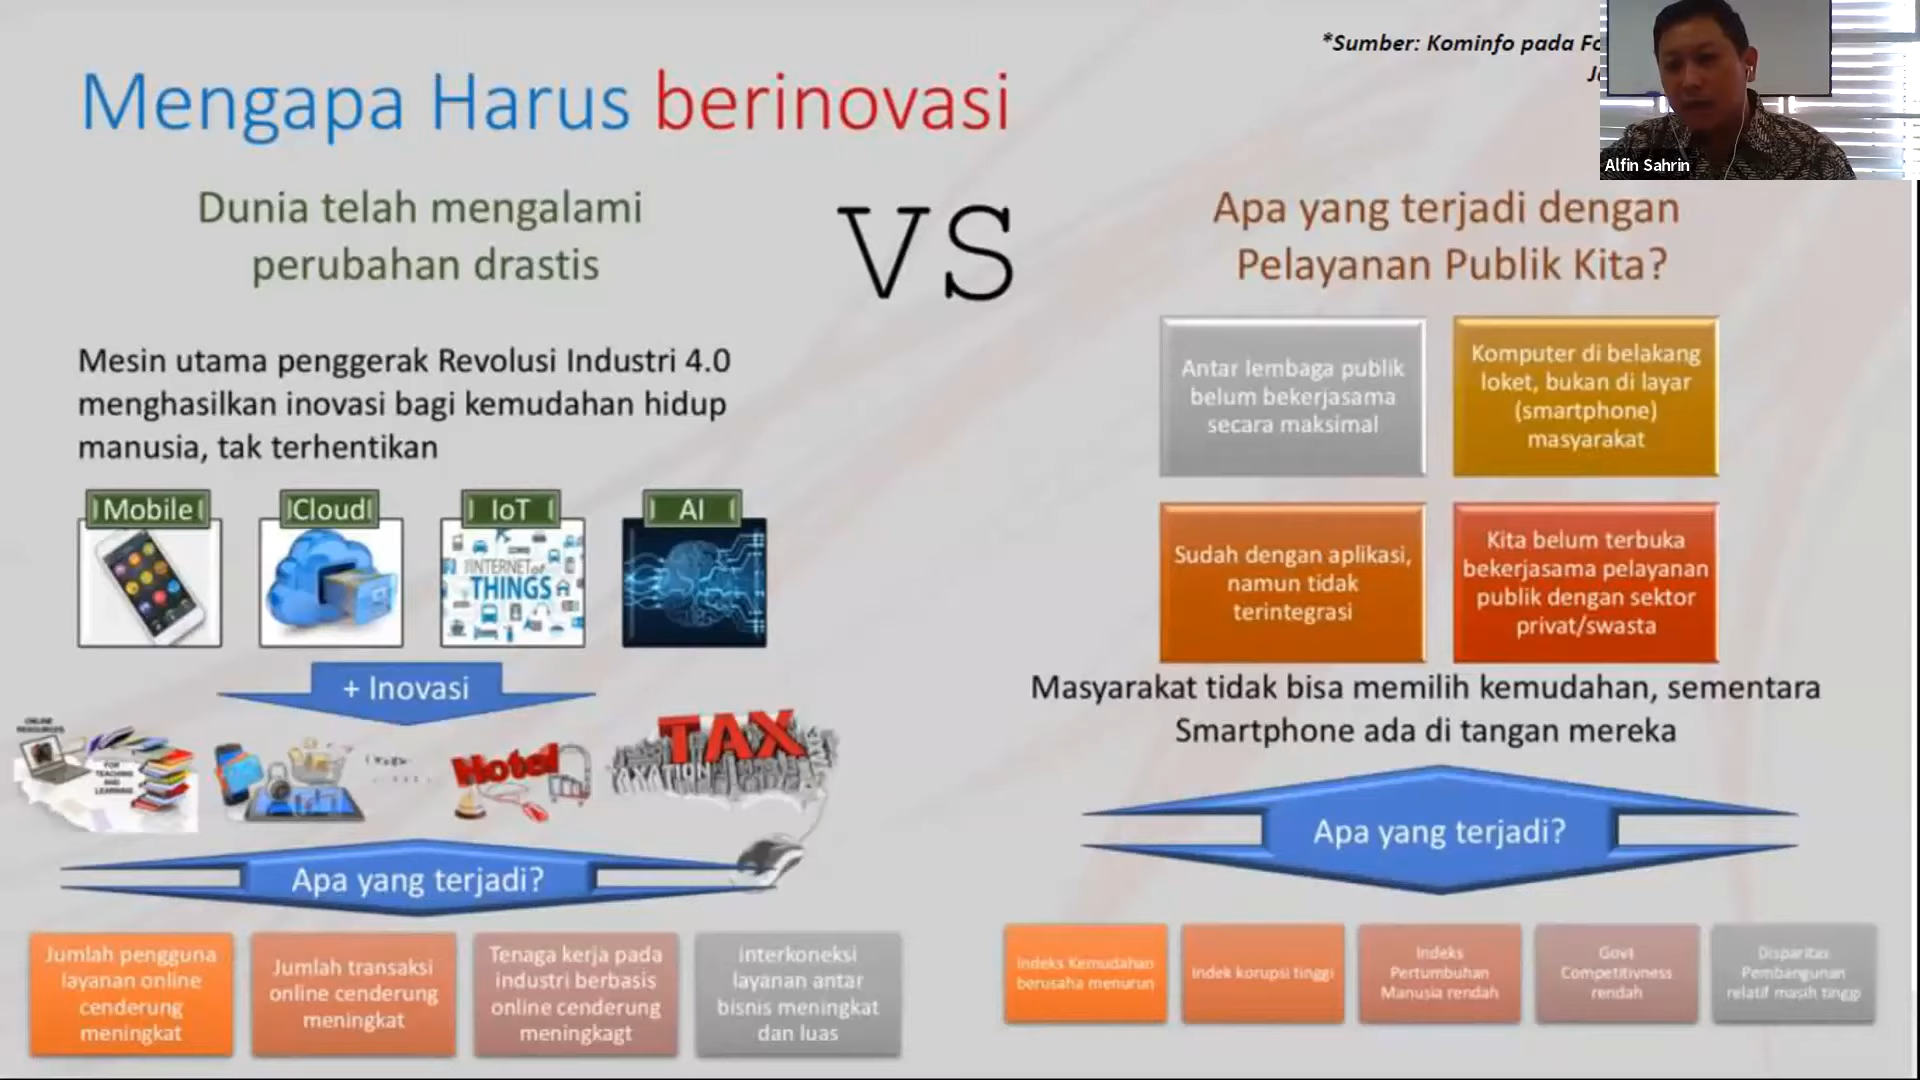 *Sumber: Kominfo pada
Mengapa Harus berinovasi
Alfin Sahrin
Dunia telah mengalami
perubahan drastis
VS
Apa yang terjadi dengan
Pelayanan Publik Kita?
Mesin utama penggerak Revolusi Industri 4.0
menghasilkan inovasi bagi kemudahan hidup
manusia, tak terhentikan
Mobile
Cloud
IoT
AI
INTERNET of
THINGS
+ Inovasi
ONLINE
RESOURCES
FOR
TEACHING
AND
LEARNING
Hotel
TAX
TAXATION
Apa yang terjadi?
Jumlah pengguna
layanan online
cenderung
meningkat
Jumlah transaksi
online cenderung
meningkat
Tenaga kerja pada
industri berbasis
online cenderung
meningkagt
interkoneksi
layanan antar
bisnis meningkat
dan luas
Antar lembaga publik
belum bekerjasama
secara maksimal
Komputer di belakang
loket, bukan di layar
(smartphone)
masyarakat
Sudah dengan aplikasi,
namun tidak
terintegrasi
Kita belum terbuka
bekerjasama pelayanan
publik dengan sektor
privat/swasta
Masyarakat tidak bisa memilih kemudahan, sementara
Smartphone ada di tangan mereka
Apa yang terjadi?
Indeks Kemudahan
berusaha menurun
Indek korupsi tinggi
Indeks
Pertumbuhan
Manusia rendah
Govt
Competitivness
rendah
Disparitas
Pembangunan
relatif masih tinggi